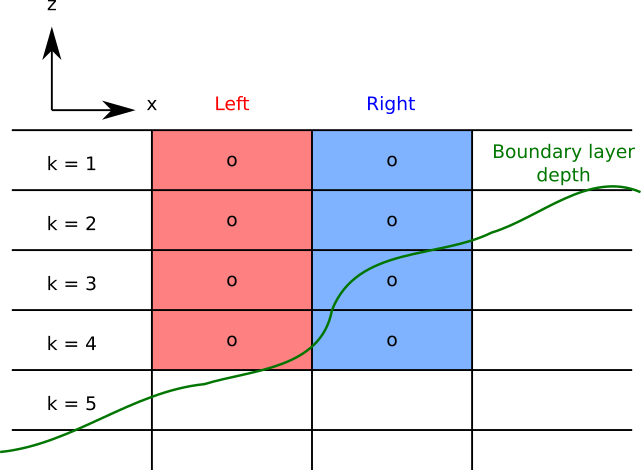 z
x
Left
Right
Boundary layer
depth
k = 1
o
o
k = 2
o
o
k = 3
o
o
k = 4
o
o
k = 5